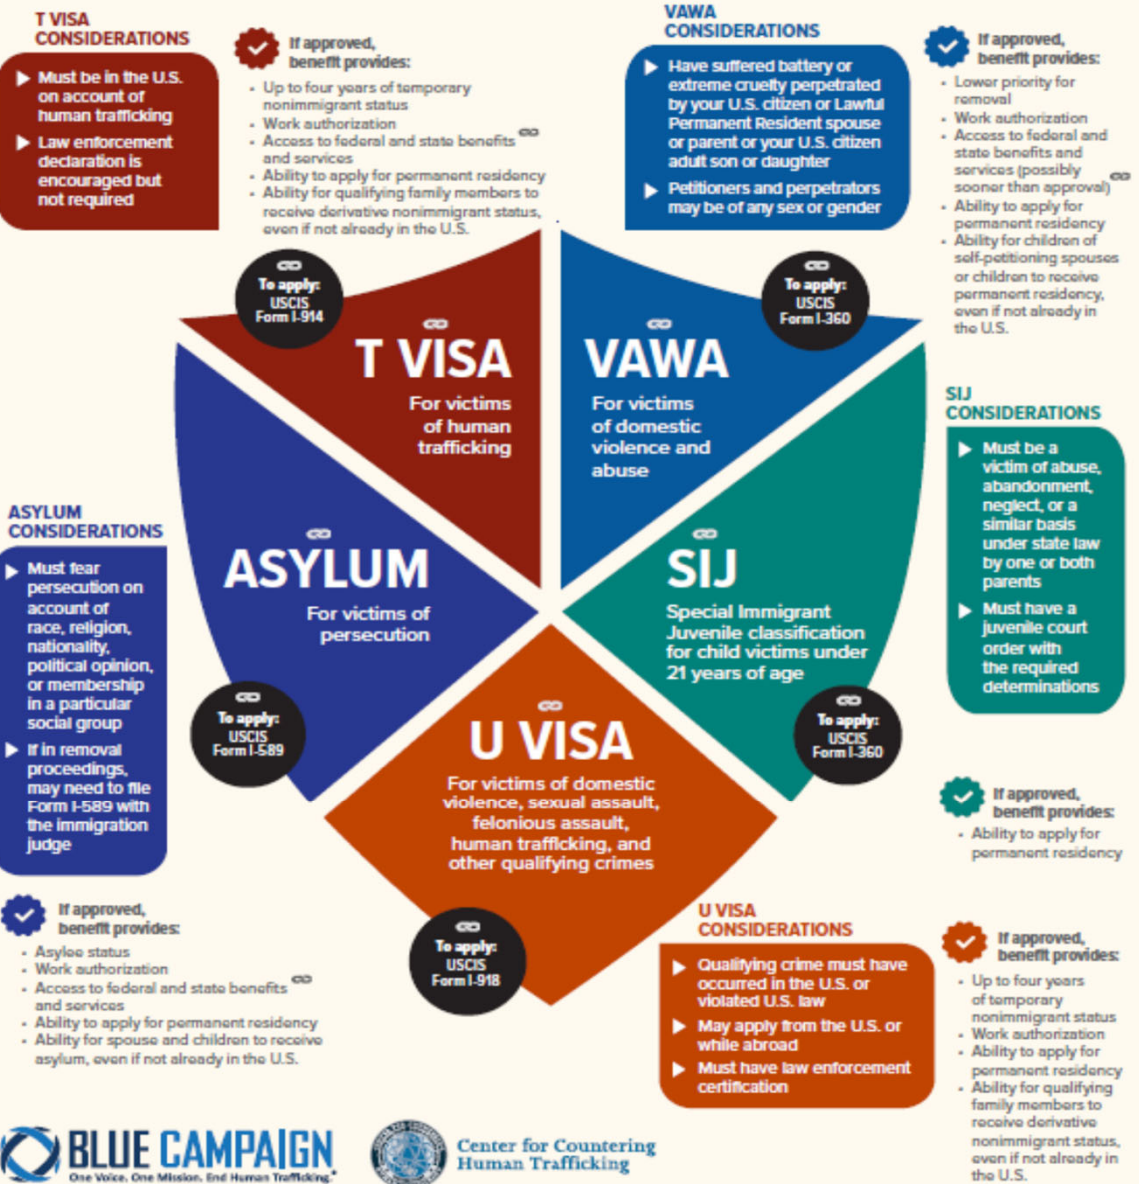 T VISA
CONSIDERATIONS
Must be in the U.S.
on account of
human trafficking
Law enforcement
declaration is
encouraged but
not required
If approved,
benefit provides:
• Up to four years of temporary
nonimmigrant status
• Work authorization
• Access to federal and state benefits
and services
• Ability to apply for permanent residency
• Ability for qualifying family members to
receive derivative nonimmigrant status,
even if not already in the U.S.
VAWA
CONSIDERATIONS
Have suffered battery or
extreme cruelty perpetrated
by your U.S. citizen or Lawful
Permanent Resident spouse
or parent or your U.S. citizen
adult son or daughter
Petitioners and perpetrators
may be of any sex or gender
If approved,
benefit provides:
• Lower priority for
removal
• Work authorization
• Access to federal and
state benefits and
services (possibly
sooner than approval)
• Ability to apply for
permanent residency
• Ability for children of
self-petitioning spouses
or children to receive
permanent residency,
even if not already in
the U.S.
To apply:
USCIS
Form I-914
T VISA
For victims
of human
trafficking
To apply:
USCIS
Form I-360
VAWA
For victims
of domestic
violence and
abuse
SIJ
CONSIDERATIONS
Must be a
victim of abuse,
abandonment,
neglect, or a
similar basis
under state law
by one or both
parents
Must have a
juvenile court
order with
the required
determinations
ASYLUM
CONSIDERATIONS
Must fear
persecution on
account of
race, religion,
nationality,
political opinion,
or membership
in a particular
social group
If in removal
proceedings,
may need to file
Form I-589 with
the immigration
judge
ASYLUM
For victims of
persecution
To apply:
USCIS
Form I-589
SIJ
Special Immigrant
Juvenile classification
for child victims under
21 years of age
To apply:
USCIS
Form I-360
U VISA
For victims of domestic
violence, sexual assault,
felonious assault,
human trafficking, and
other qualifying crimes
To apply:
USCIS
Form I-918
If approved,
benefit provides:
• Ability to apply for
permanent residency
If approved,
benefit provides:
• Asylee status
• Work authorization
• Access to federal and state benefits
and services
• Ability to apply for permanent residency
• Ability for spouse and children to receive
asylum, even if not already in the U.S.
U VISA
CONSIDERATIONS
Qualifying crime must have
occurred in the U.S. or
violated U.S. law
May apply from the U.S. or
while abroad
Must have law enforcement
certification
If approved,
benefit provides:
• Up to four years
of temporary
nonimmigrant status
• Work authorization
• Ability to apply for
permanent residency
• Ability for qualifying
family members to
receive derivative
nonimmigrant status,
even if not already in
the U.S.
BLUE CAMPAIGN
One Voice. One Mission. End Human Trafficking.
Center for Countering
Human Trafficking